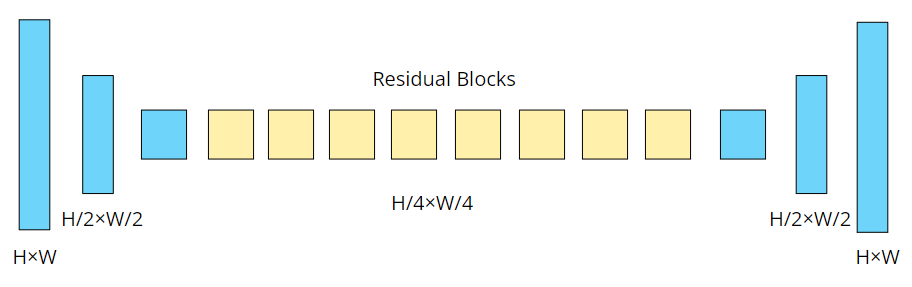 Residual Blocks
H/4×W/4
H/2×W/2
H/2×W/2
H×W
H×W